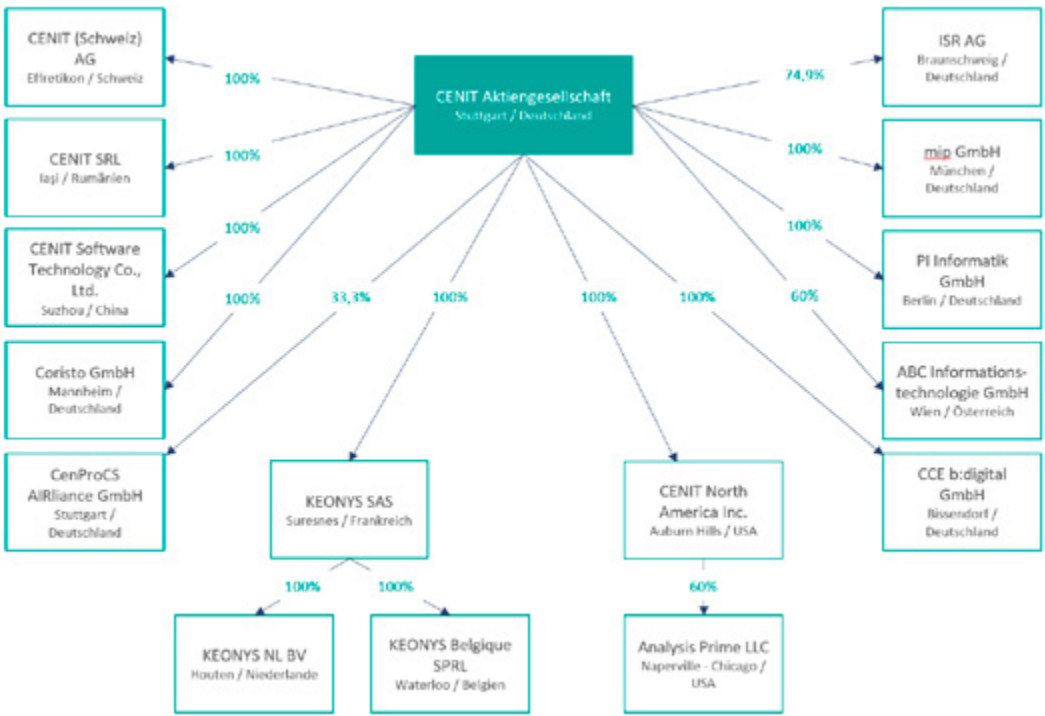 CENIT (Schweiz)
AG
Effretikon / Schweiz
100%
CENIT Aktiengesellschaft
Stuttgart / Deutschland
74,9%
ISR AG
Braunschweig /
Deutschland
CENIT SRL
Iași / Rumänien
100%
100%
mip GmbH
München /
Deutschland
CENIT Software
Technology Co.,
Ltd.
Suzhou / China
100%
100%
PI Informatik
GmbH
Berlin / Deutschland
100%
33,3%
100%
100%
100%
60%
Coristo GmbH
Mannheim /
Deutschland
ABC Informations-
technologie GmbH
Wien / Österreich
CenProCS
AIRliance GmbH
Stuttgart /
Deutschland
KEONYS SAS
Suresnes / Frankreich
CENIT North
America Inc.
Auburn Hills / USA
CCE b:digital
GmbH
Bissendorf /
Deutschland
100%
100%
60%
KEONYS NL BV
Houten / Niederlande
KEONYS Belgique
SPRL
Waterloo / Belgien
Analysis Prime LLC
Naperville - Chicago /
USA